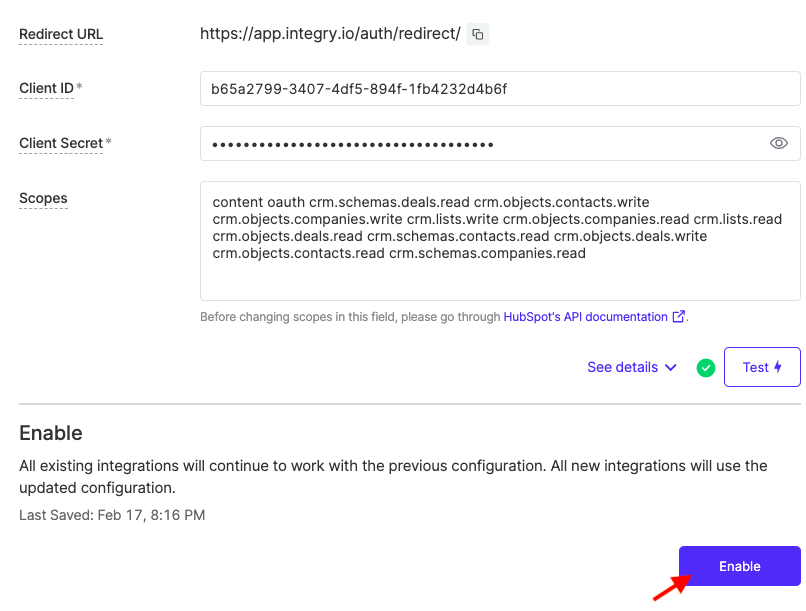 Redirect URL https://app.integry.io/auth/redirect/
Client ID* b65a2799-3407-4df5-894f-1fb4232d4b6f
Client Secret* ••••••••••••••••••••••••••••••••••••
Scopes content oauth crm.schemas.deals.read crm.objects.contacts.write
crm.objects.companies.write crm.lists.write crm.objects.companies.read crm.lists.read
crm.objects.deals.read crm.schemas.contacts.read crm.objects.deals.write
crm.objects.contacts.read crm.schemas.companies.read
Before changing scopes in this field, please go through HubSpot's API documentation.
See details Test
Enable
All existing integrations will continue to work with the previous configuration. All new integrations will use the
updated configuration.
Last Saved: Feb 17, 8:16 PM
Enable